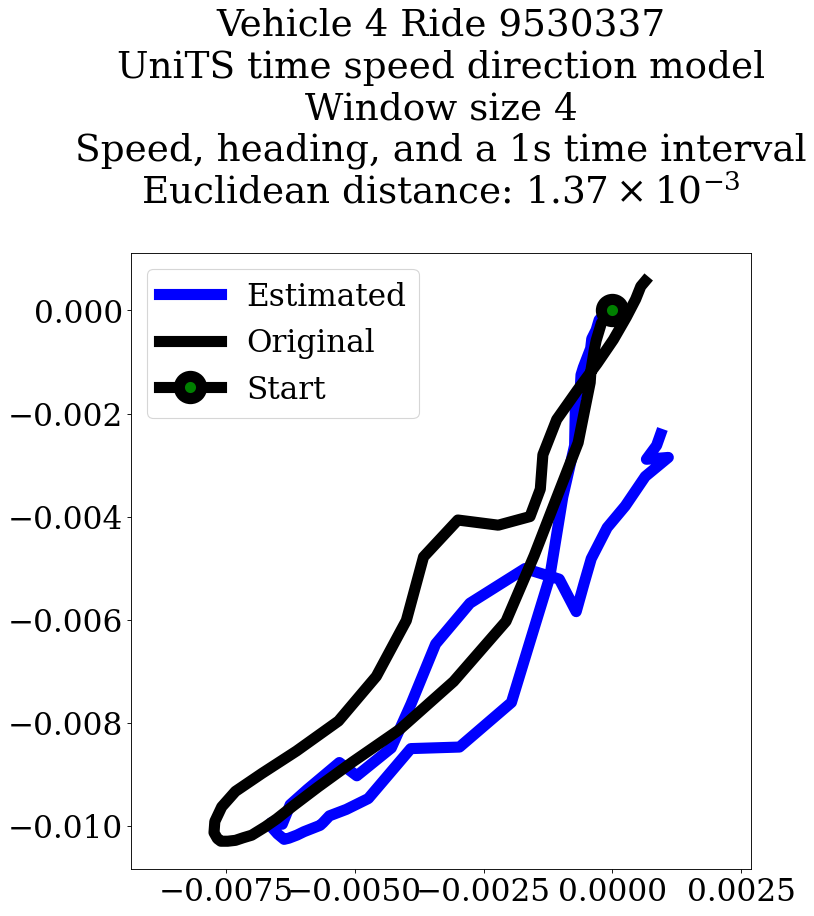 Vehicle 4 Ride 9530337
UniTS time speed direction model
Window size 4
Speed, heading, and a 1s time interval
Euclidean distance: 1.37 × 10⁻³
Estimated
Original
Start
0.000
−0.002
−0.004
−0.006
−0.008
−0.010
−0.0075 −0.0050 −0.0025 0.0000 0.0025